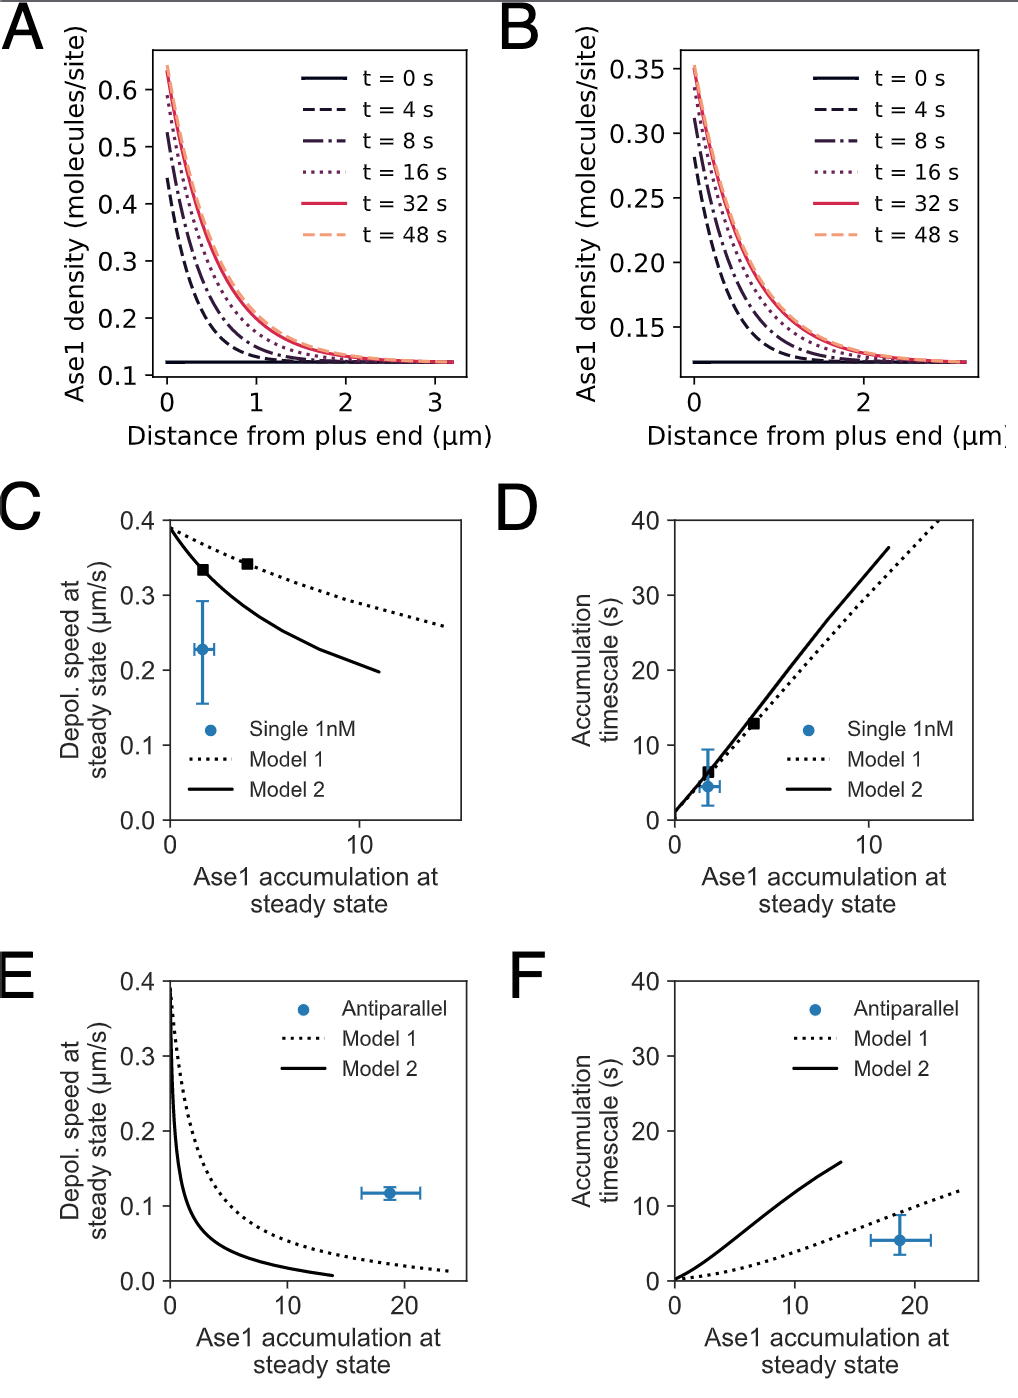 A
Ase1 density (molecules/site)
0.6
0.5
0.4
0.3
0.2
0.1
t = 0 s
t = 4 s
t = 8 s
t = 16 s
t = 32 s
t = 48 s
0 1 2 3
Distance from plus end (µm)
B
Ase1 density (molecules/site)
0.35
0.30
0.25
0.20
0.15
t = 0 s
t = 4 s
t = 8 s
t = 16 s
t = 32 s
t = 48 s
0 2
Distance from plus end (µm)
C
Depol. speed at
steady state (µm/s)
0.4
0.3
0.2
0.1
0.0
Single 1nM
Model 1
Model 2
0 10
Ase1 accumulation at
steady state
D
Accumulation
timescale (s)
40
30
20
10
0
Single 1nM
Model 1
Model 2
0 10
Ase1 accumulation at
steady state
E
Depol. speed at
steady state (µm/s)
0.4
0.3
0.2
0.1
0.0
Antiparallel
Model 1
Model 2
0 10 20
Ase1 accumulation at
steady state
F
Accumulation
timescale (s)
40
30
20
10
0
Antiparallel
Model 1
Model 2
0 10 20
Ase1 accumulation at
steady state